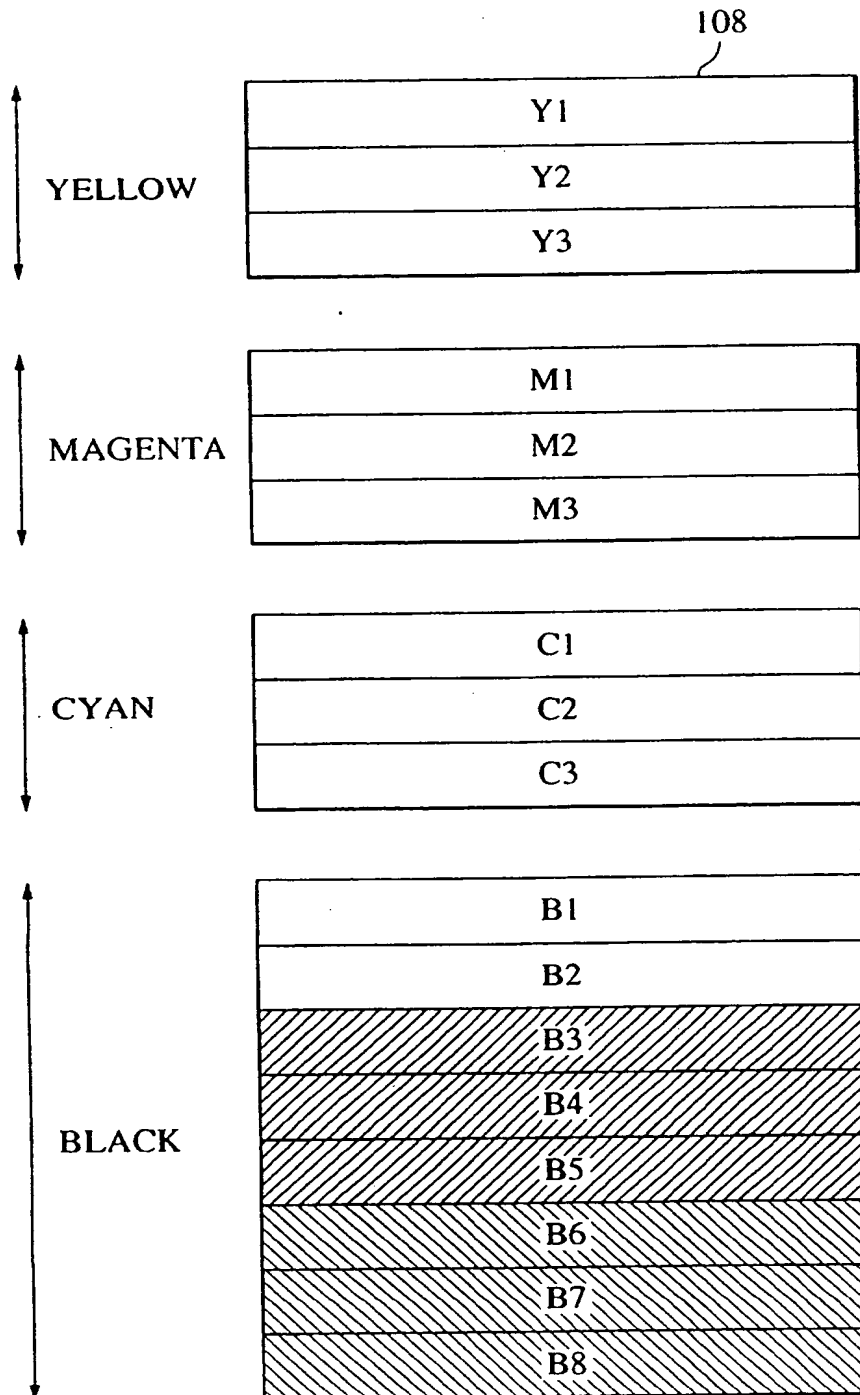 108
Y1
YELLOW
Y2
Y3
M1
MAGENTA
M2
M3
C1
CYAN
C2
C3
B1
B2
B3
B4
BLACK
B5
B6
B7
B8